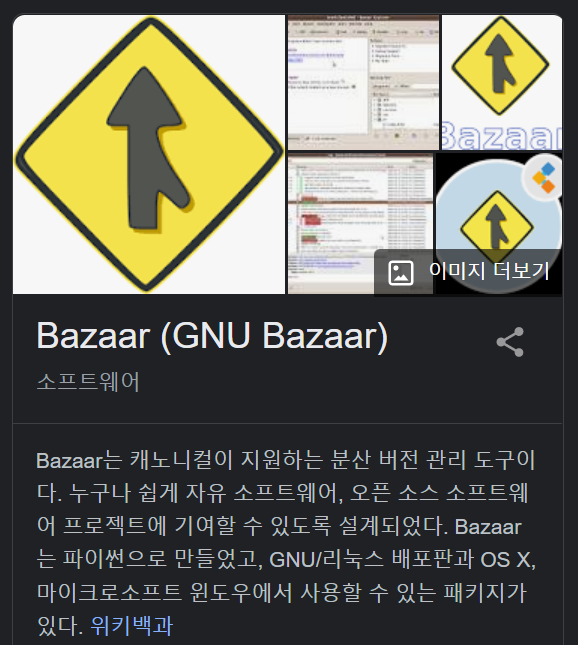 Bazaar
이미지 더보기
Bazaar (GNU Bazaar)
소프트웨어
Bazaar는 캐노니컬이 지원하는 분산 버전 관리 도구이
다. 누구나 쉽게 자유 소프트웨어, 오픈 소스 소프트웨
어 프로젝트에 기여할 수 있도록 설계되었다. Bazaar
는 파이썬으로 만들었고, GNU/리눅스 배포판과 OS X,
마이크로소프트 윈도우에서 사용할 수 있는 패키지가
있다. 위키백과